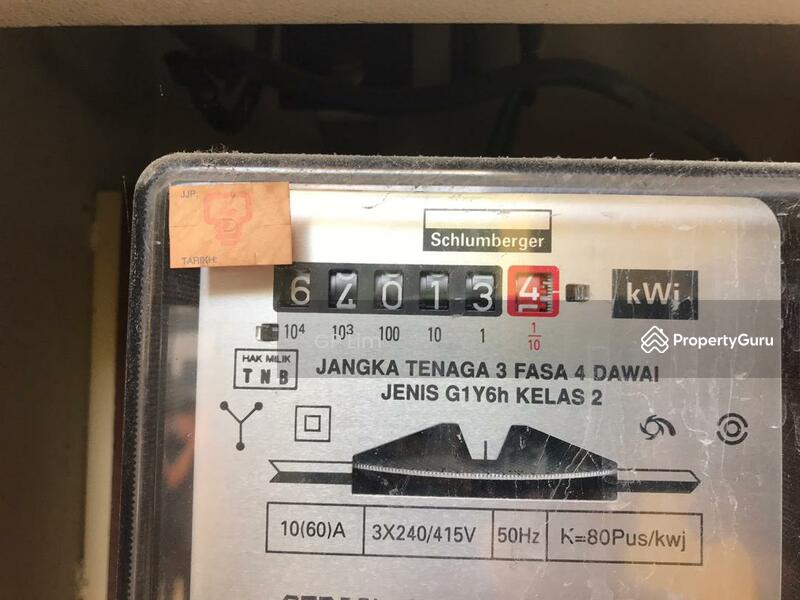 JJP:
D
TARIKH:
Schlumberger
6 4 0 1 3 4
kWj
10⁴ 10³ 100 10 1 1/10
GP Lim
PropertyGuru
HAK MILIK
TNB
JANGKA TENAGA 3 FASA 4 DAWAI
JENIS G1Y6h KELAS 2
10(60)A 3X240/415V 50Hz K=80Pus/kwj